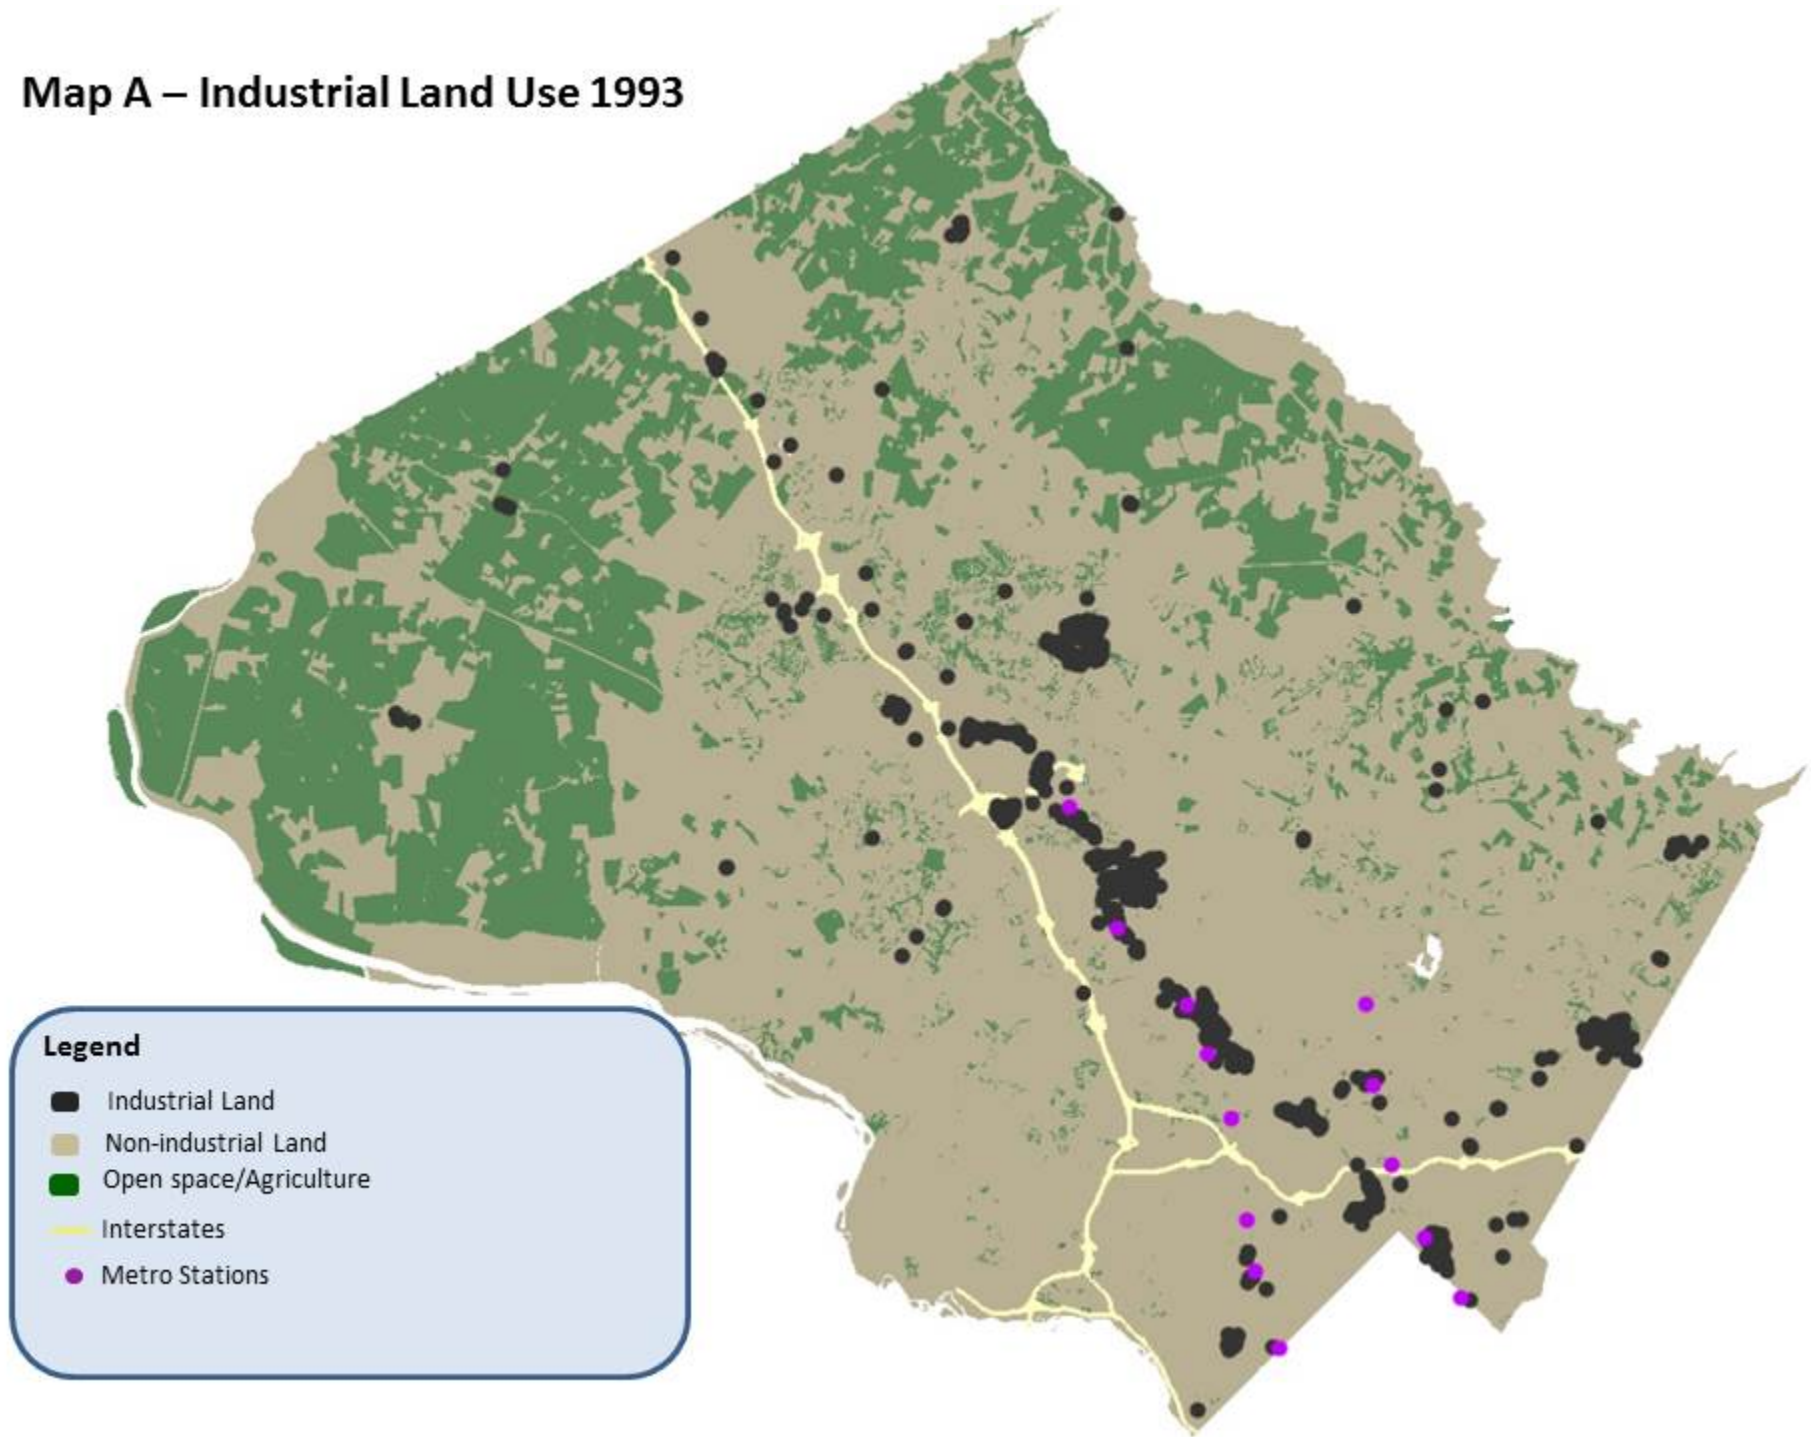 Map A – Industrial Land Use 1993
Legend
Industrial Land
Non-industrial Land
Open space/Agriculture
Interstates
Metro Stations